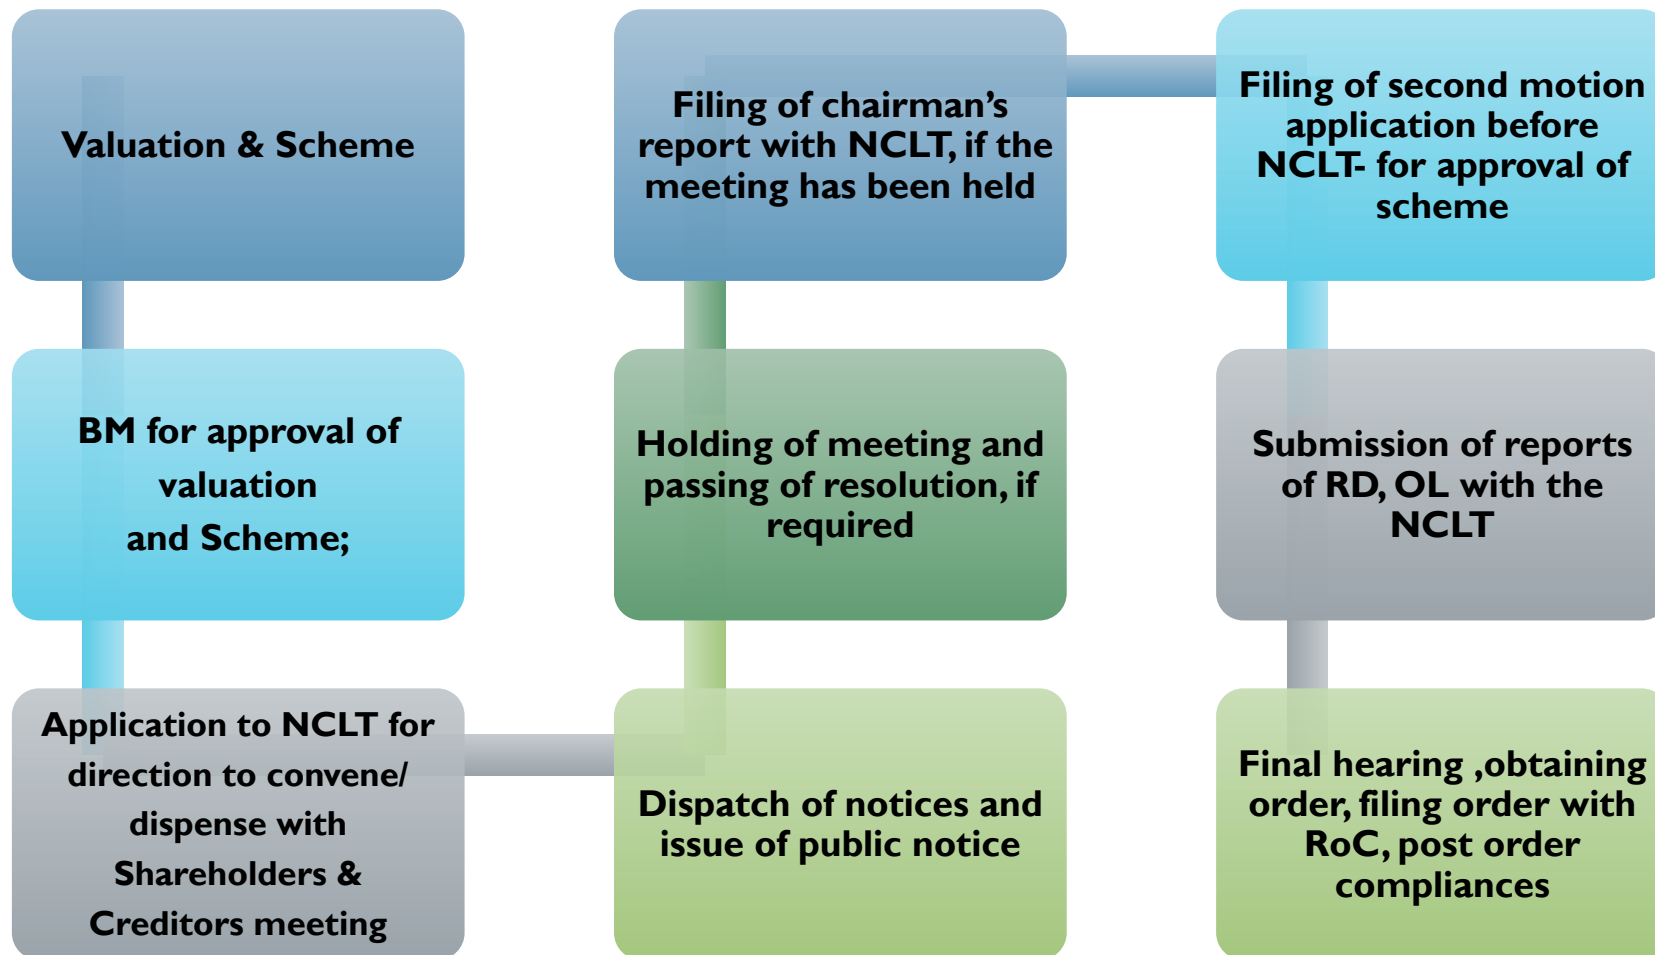 Valuation & Scheme
BM for approval of
valuation
and Scheme;
Application to NCLT for
direction to convene/
dispense with
Shareholders &
Creditors meeting
Dispatch of notices and
issue of public notice
Holding of meeting and
passing of resolution, if
required
Filing of chairman’s
report with NCLT, if the
meeting has been held
Filing of second motion
application before
NCLT- for approval of
scheme
Submission of reports
of RD, OL with the
NCLT
Final hearing ,obtaining
order, filing order with
RoC, post order
compliances